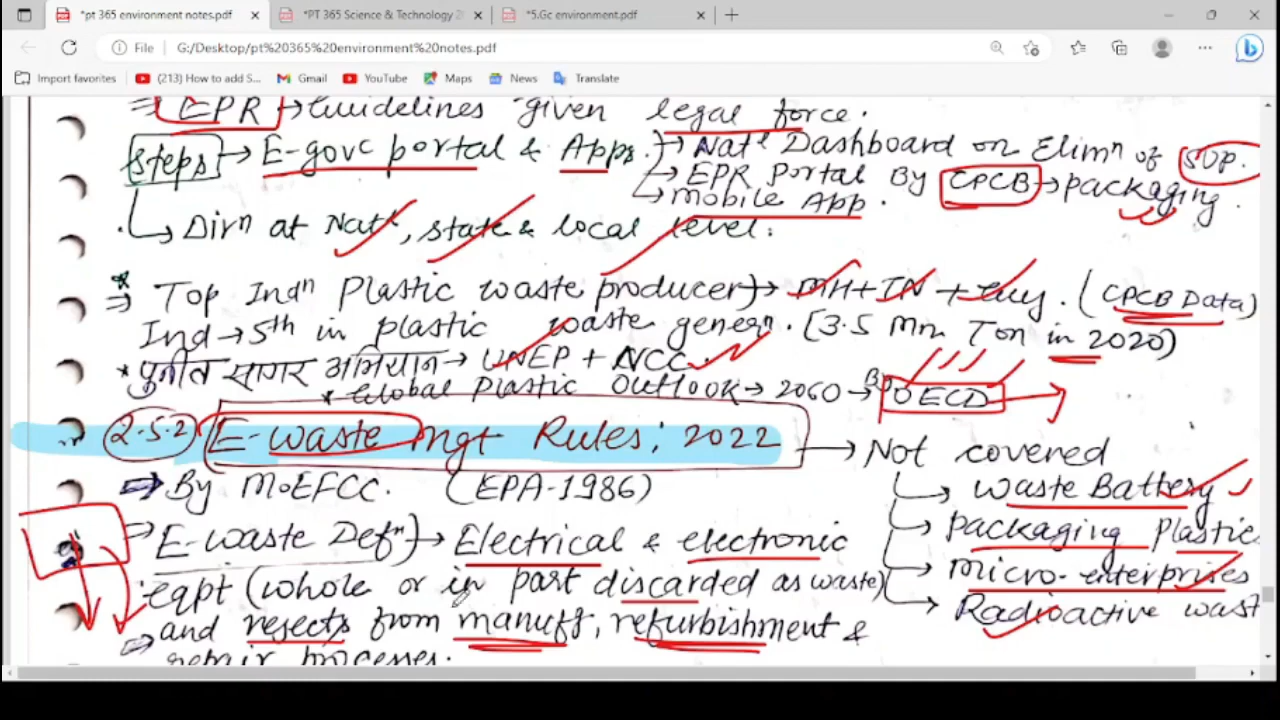 *pt 365 environment notes.pdf
*PT 365 Science & Technology 2
*5.Gc environment.pdf
File
G:/Desktop/pt%20365%20environment%20notes.pdf
Import favorites
(213) How to add S...
Gmail
YouTube
Maps
News
Translate
⇒ EPR → Guidelines given legal force.
Steps → E-govc portal & Apps. → Natl Dashboard on Elimn of SUP.
→ EPR Portal By CPCB → packaging
→ mobile App.
→ Dirn at Natl, state & local level.
* ⇒ Top Indn Plastic waste producer) → MH + TN + Guj. (CPCB Data)
Ind → 5th in plastic waste genern. (3.5 Mn Ton in 2020)
* पुनीत सागर अभियान → UNEP + NCC.
* Global Plastic Outlook → 2060 → By OECD →
2.5.2 E-waste mgt Rules, 2022 → Not covered
⇒ By MoEFCC. (EPA-1986)
→ waste Battery
→ packaging plastic
→ micro-enterprises
→ Radioactive wast
⇒ E-waste Defn) → Electrical & electronic
eqpt (whole or in part discarded as waste)
and rejects from manuff, refurbishment &
repair processes.